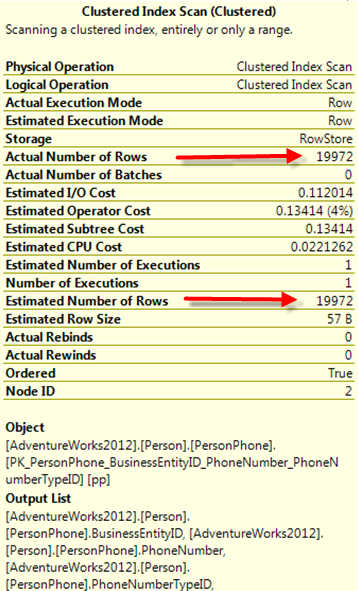 Clustered Index Scan (Clustered)
Scanning a clustered index, entirely or only a range.
Physical Operation Clustered Index Scan
Logical Operation Clustered Index Scan
Actual Execution Mode Row
Estimated Execution Mode Row
Storage RowStore
Actual Number of Rows 19972
Actual Number of Batches 0
Estimated I/O Cost 0.112014
Estimated Operator Cost 0.13414 (4%)
Estimated Subtree Cost 0.13414
Estimated CPU Cost 0.0221262
Estimated Number of Executions 1
Number of Executions 1
Estimated Number of Rows 19972
Estimated Row Size 57 B
Actual Rebinds 0
Actual Rewinds 0
Ordered True
Node ID 2
Object
[AdventureWorks2012].[Person].[PersonPhone].
[PK_PersonPhone_BusinessEntityID_PhoneNumber_PhoneN
umberTypeID] [pp]
Output List
[AdventureWorks2012].[Person].
[PersonPhone].BusinessEntityID, [AdventureWorks2012].
[Person].[PersonPhone].PhoneNumber,
[AdventureWorks2012].[Person].
[PersonPhone].PhoneNumberTypeID,